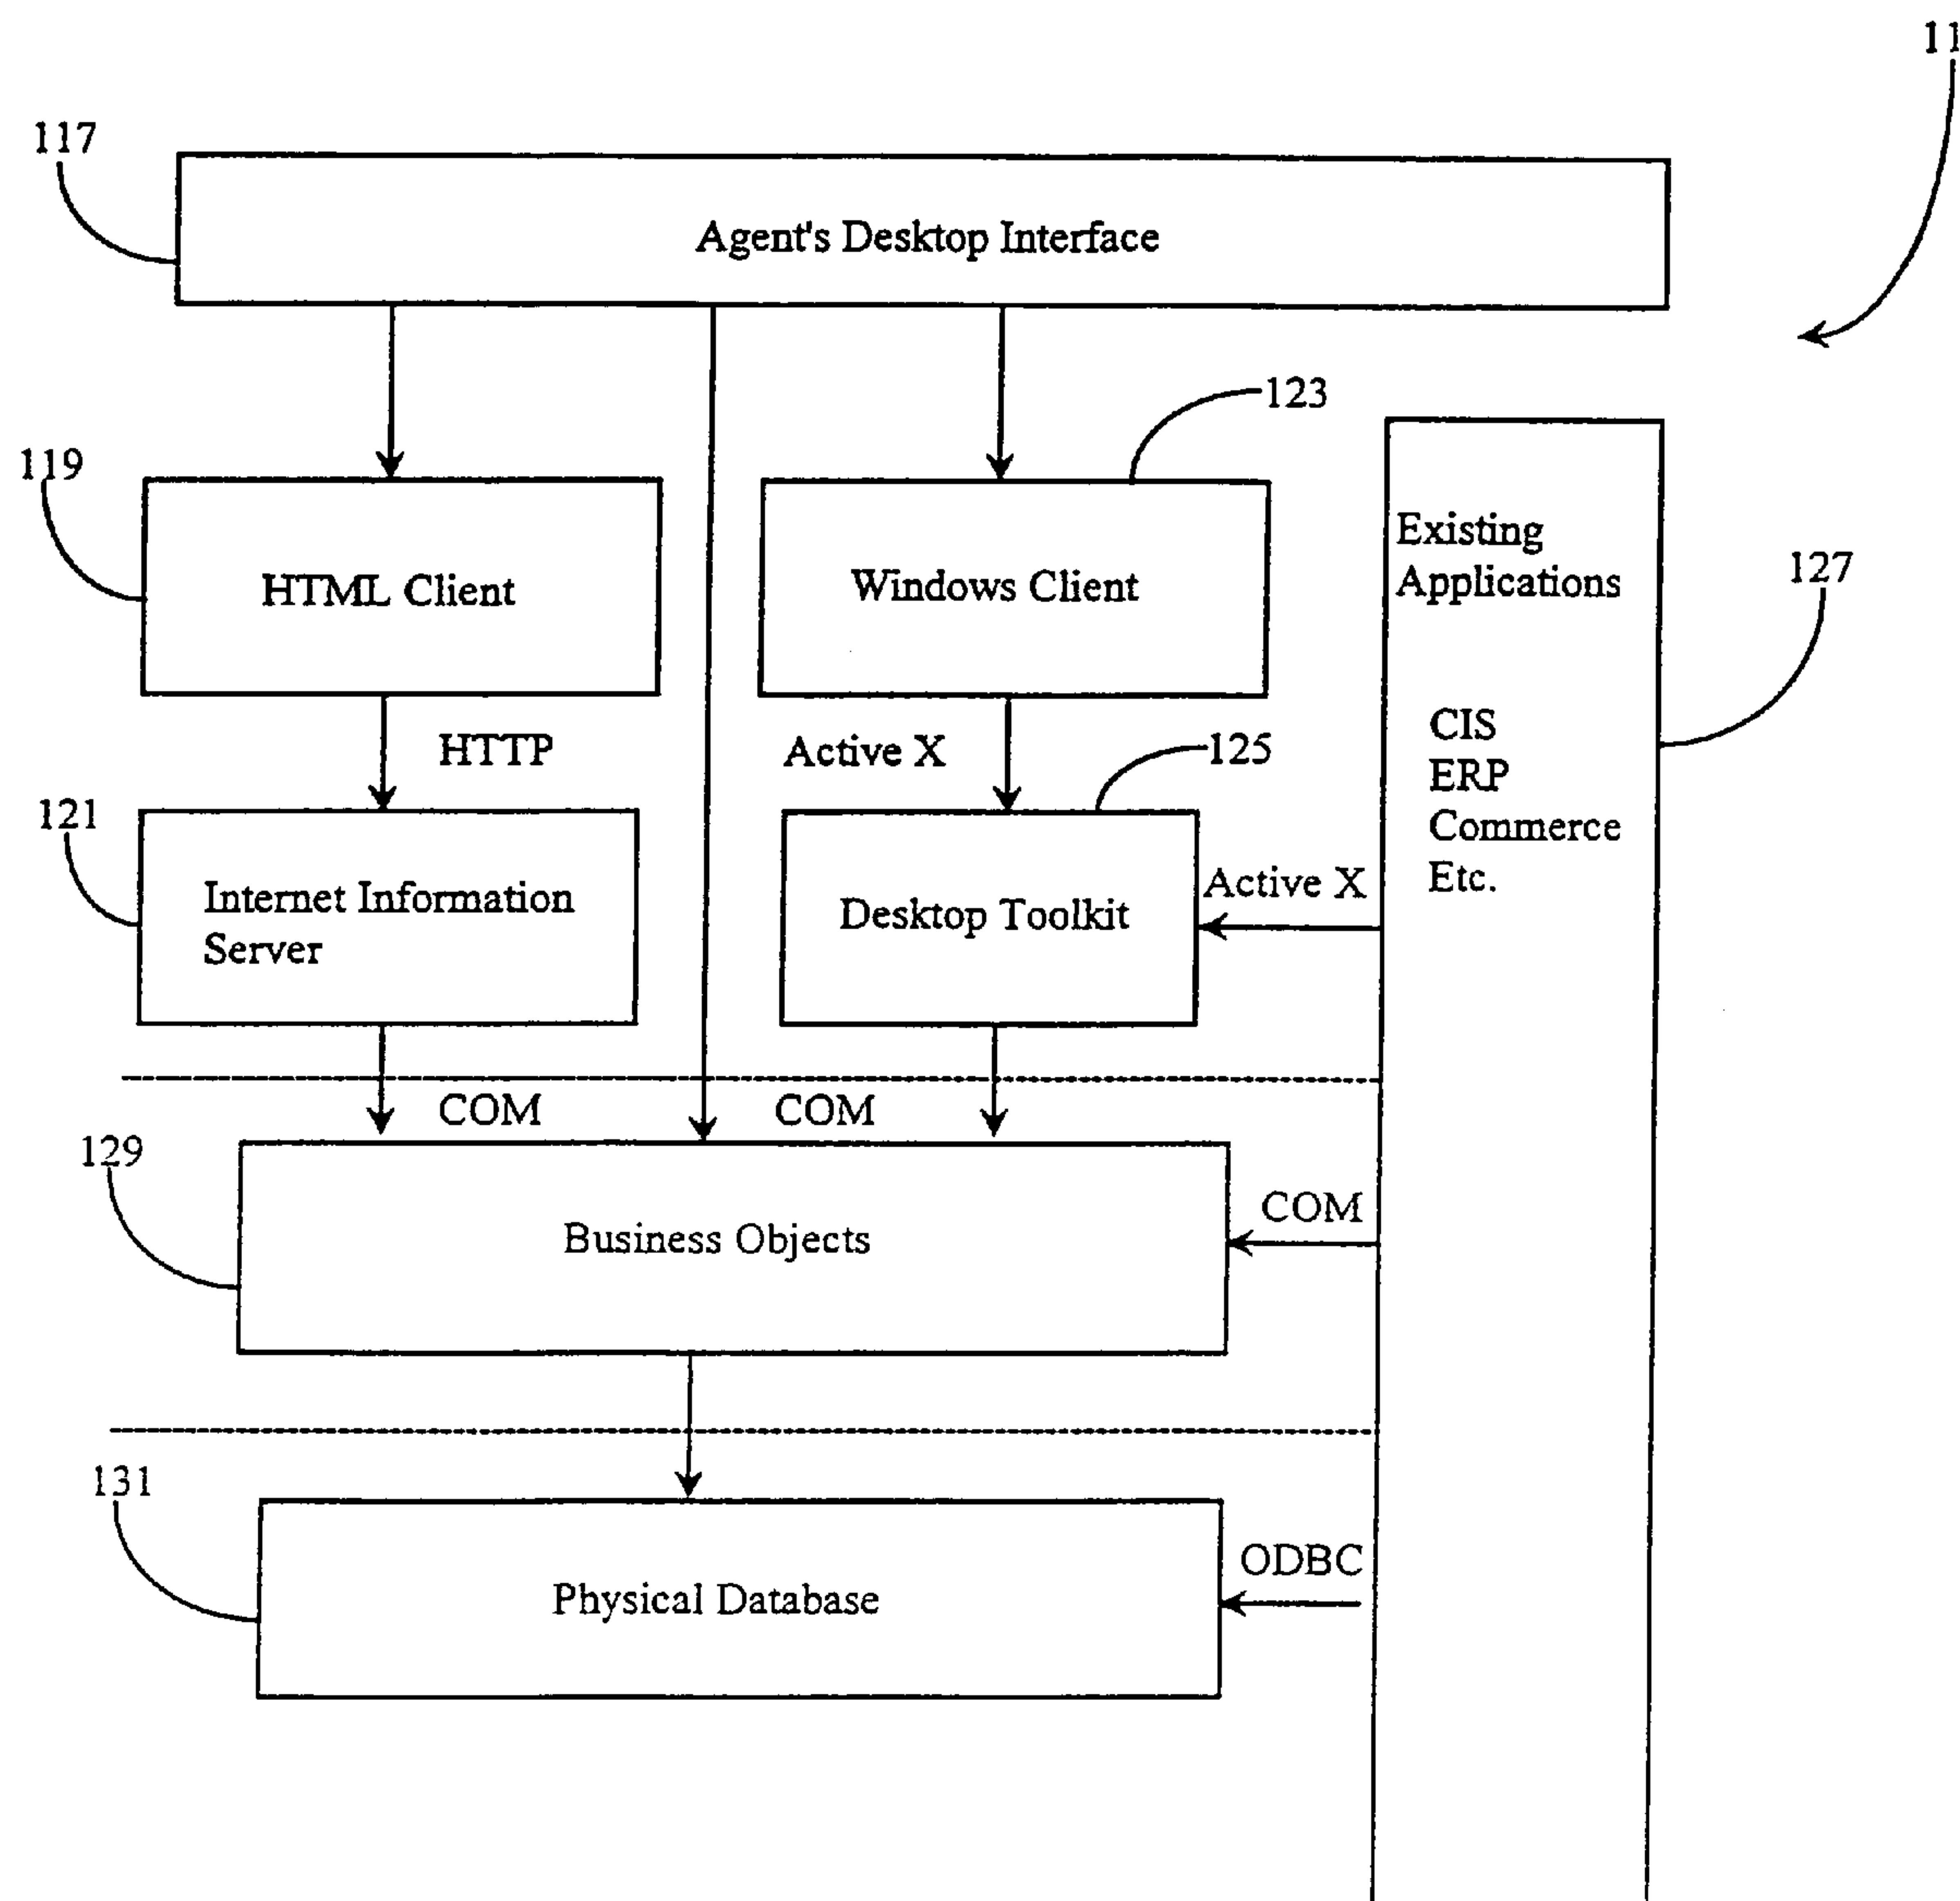 11
117
Agent's Desktop Interface
123
119
HTML Client
Windows Client
Existing
Applications
127
CIS
ERP
Commerce
Etc.
HTTP
Active X
125
121
Internet Information
Server
Desktop Toolkit
Active X
COM
COM
129
Business Objects
COM
131
Physical Database
ODBC